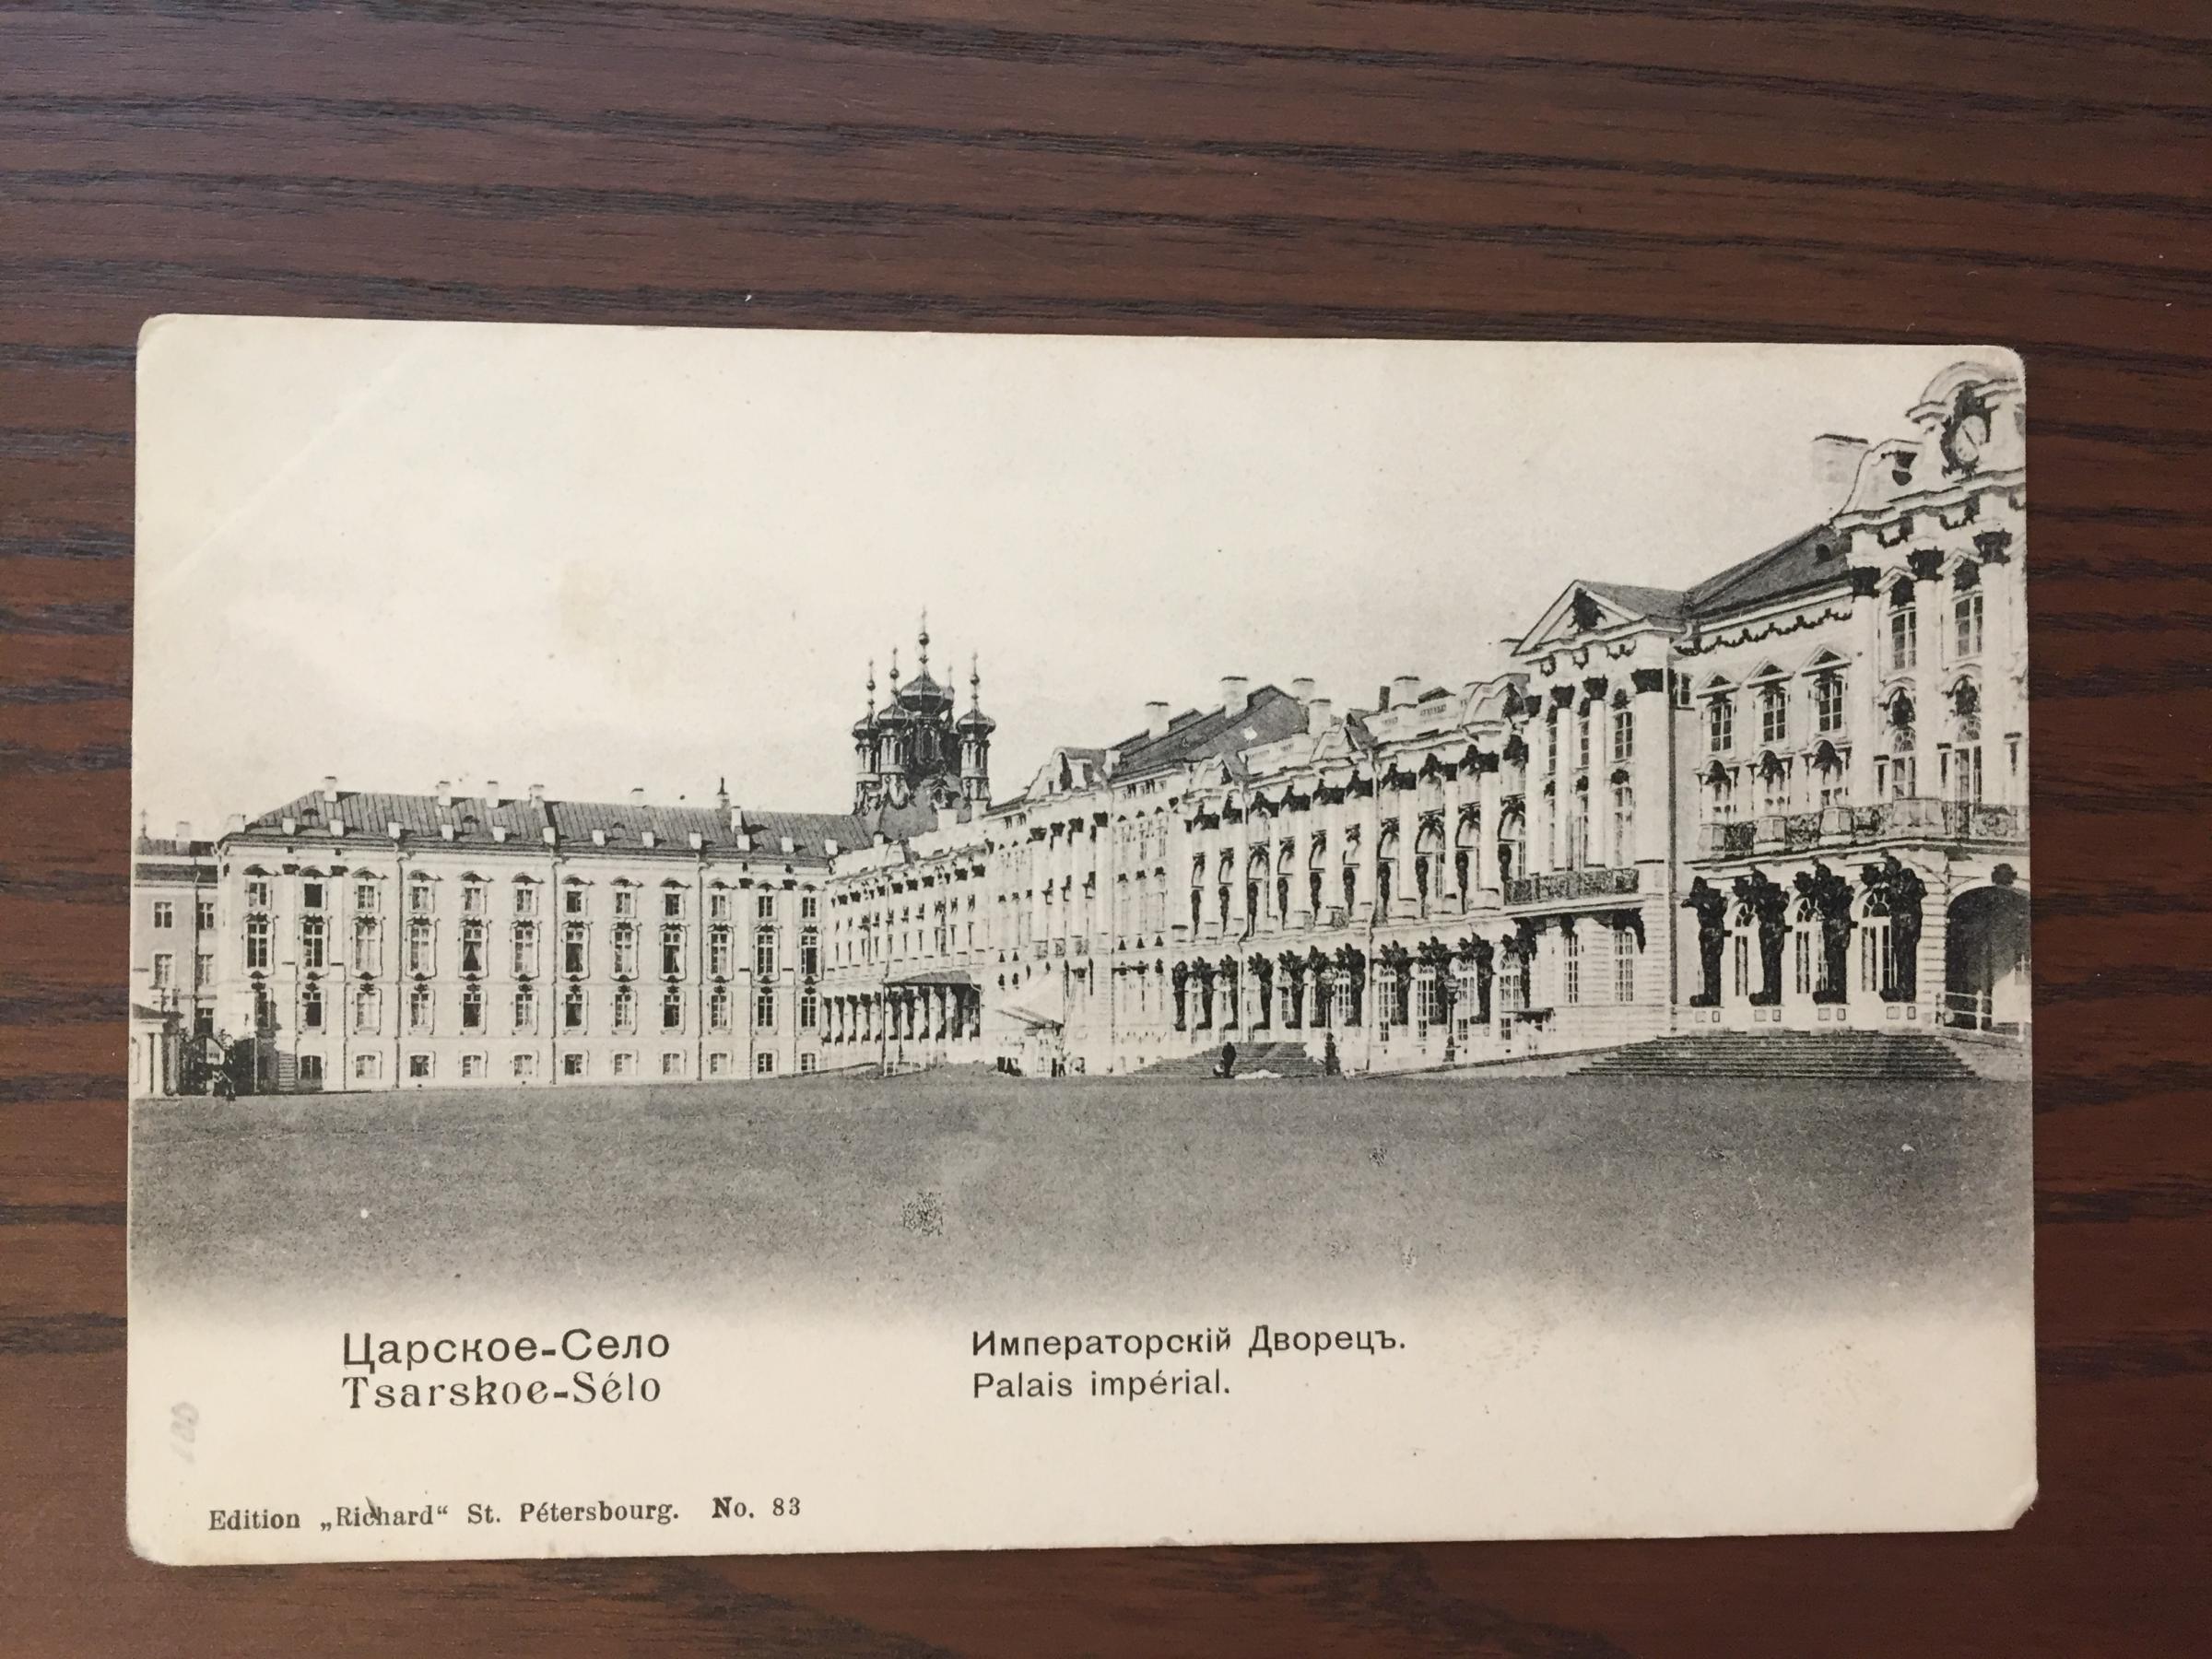 Царское-Село
Tsarskoe-Sélo
Императорскій Дворецъ.
Palais impérial.
Edition „Richard“ St. Pétersbourg. No. 83